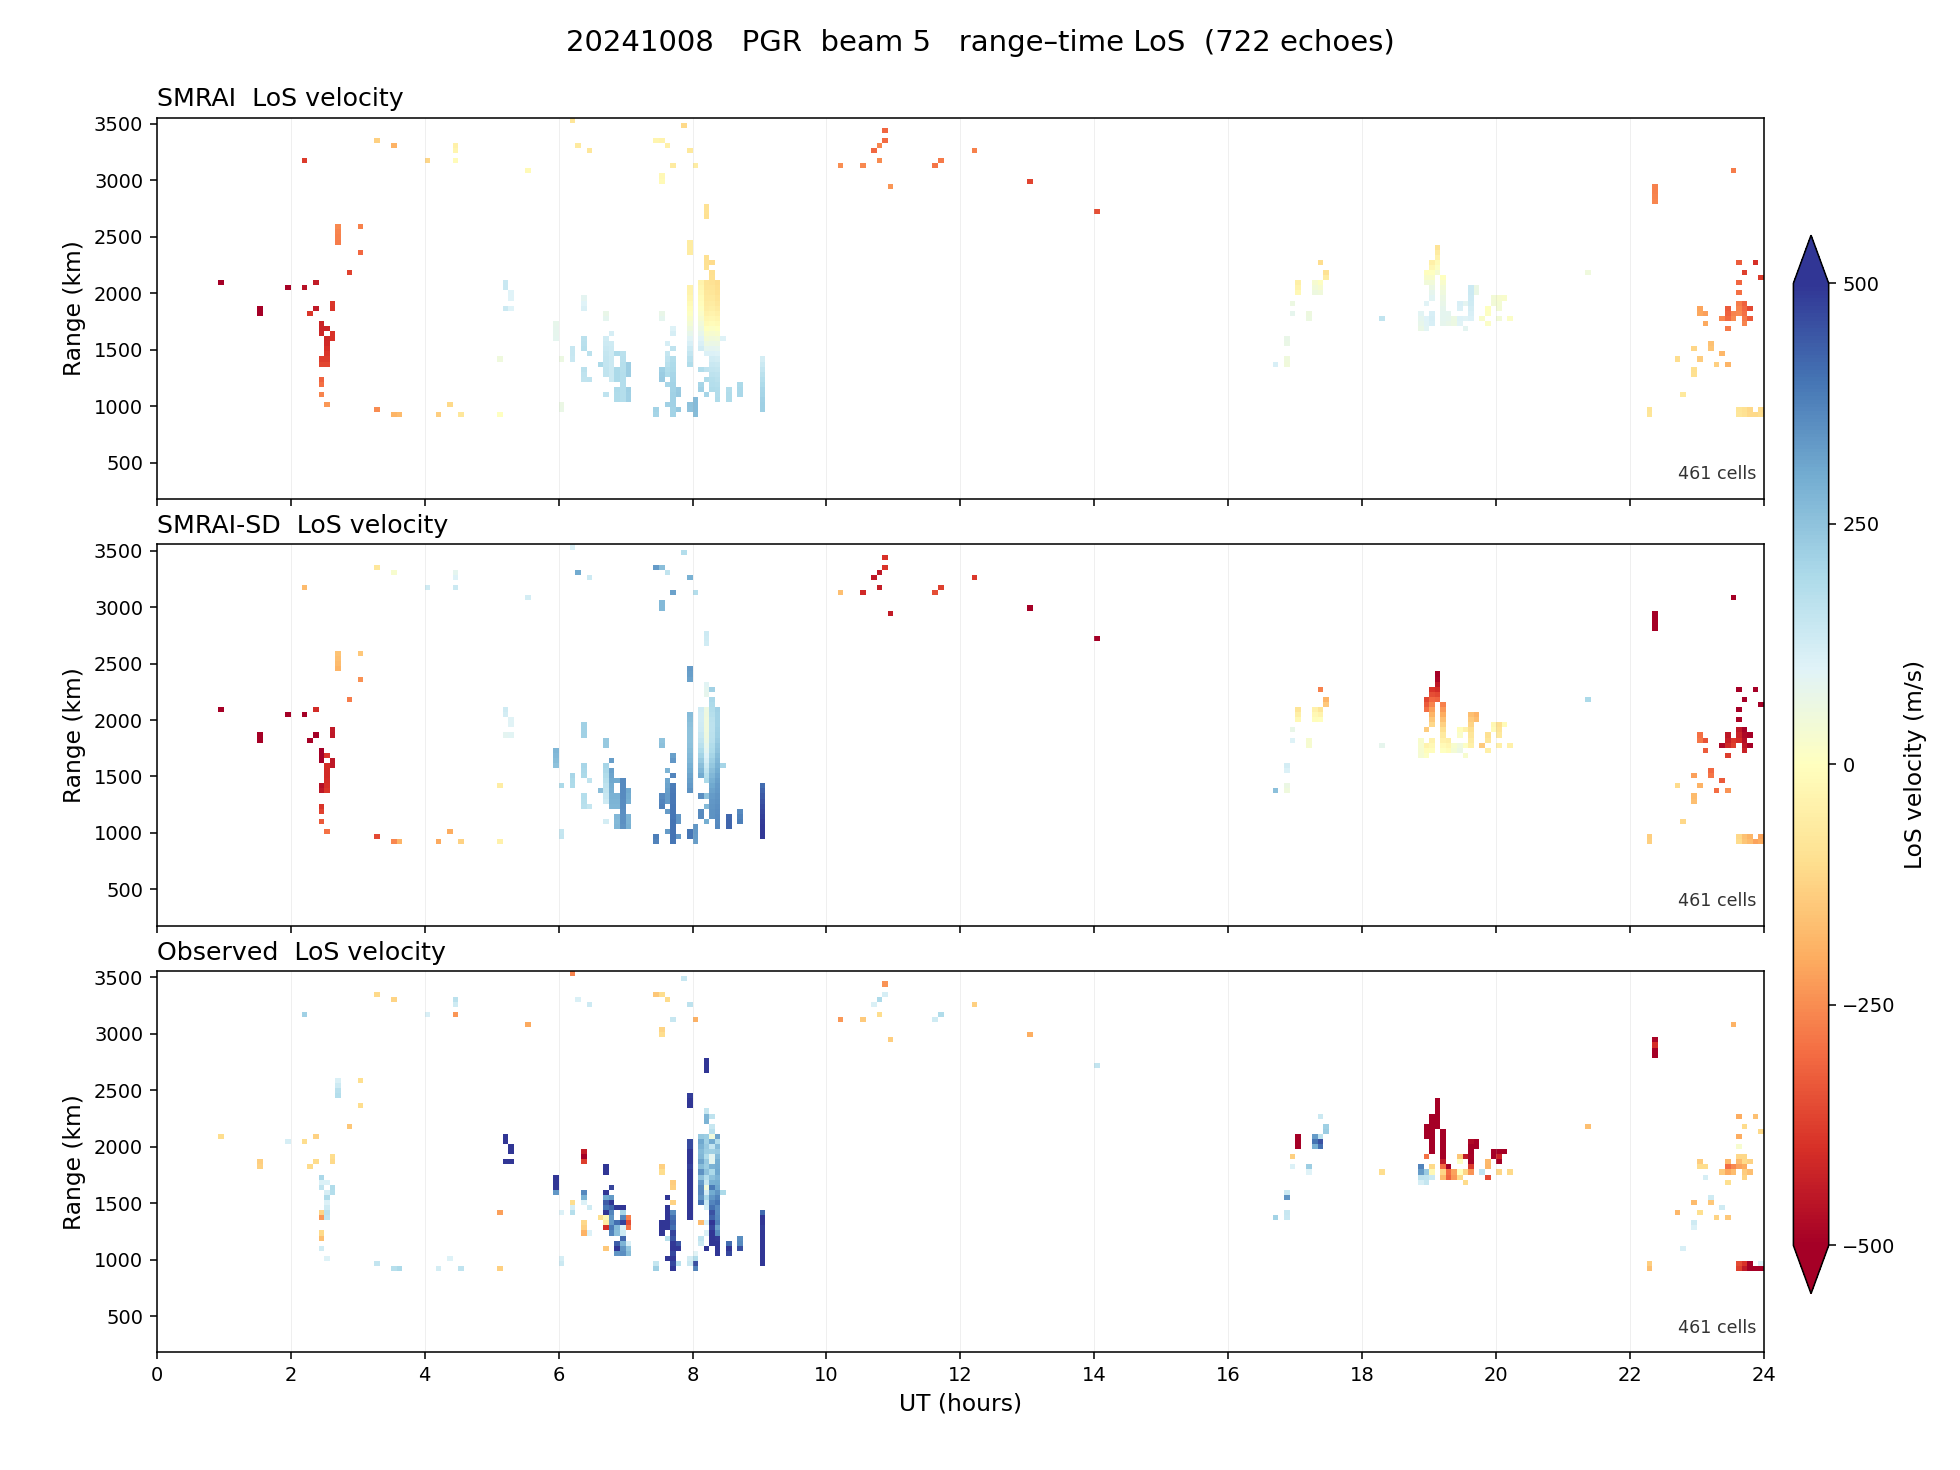 20241008   PGR  beam 5   range–time LoS  (722 echoes)
SMRAI  LoS velocity
3500
3000
2500
2000
1500
1000
500
Range (km)
461 cells
SMRAI-SD  LoS velocity
3500
3000
2500
2000
1500
1000
500
Range (km)
461 cells
Observed  LoS velocity
3500
3000
2500
2000
1500
1000
500
Range (km)
461 cells
0 2 4 6 8 10 12 14 16 18 20 22 24
UT (hours)
500
250
0
−250
−500
LoS velocity (m/s)